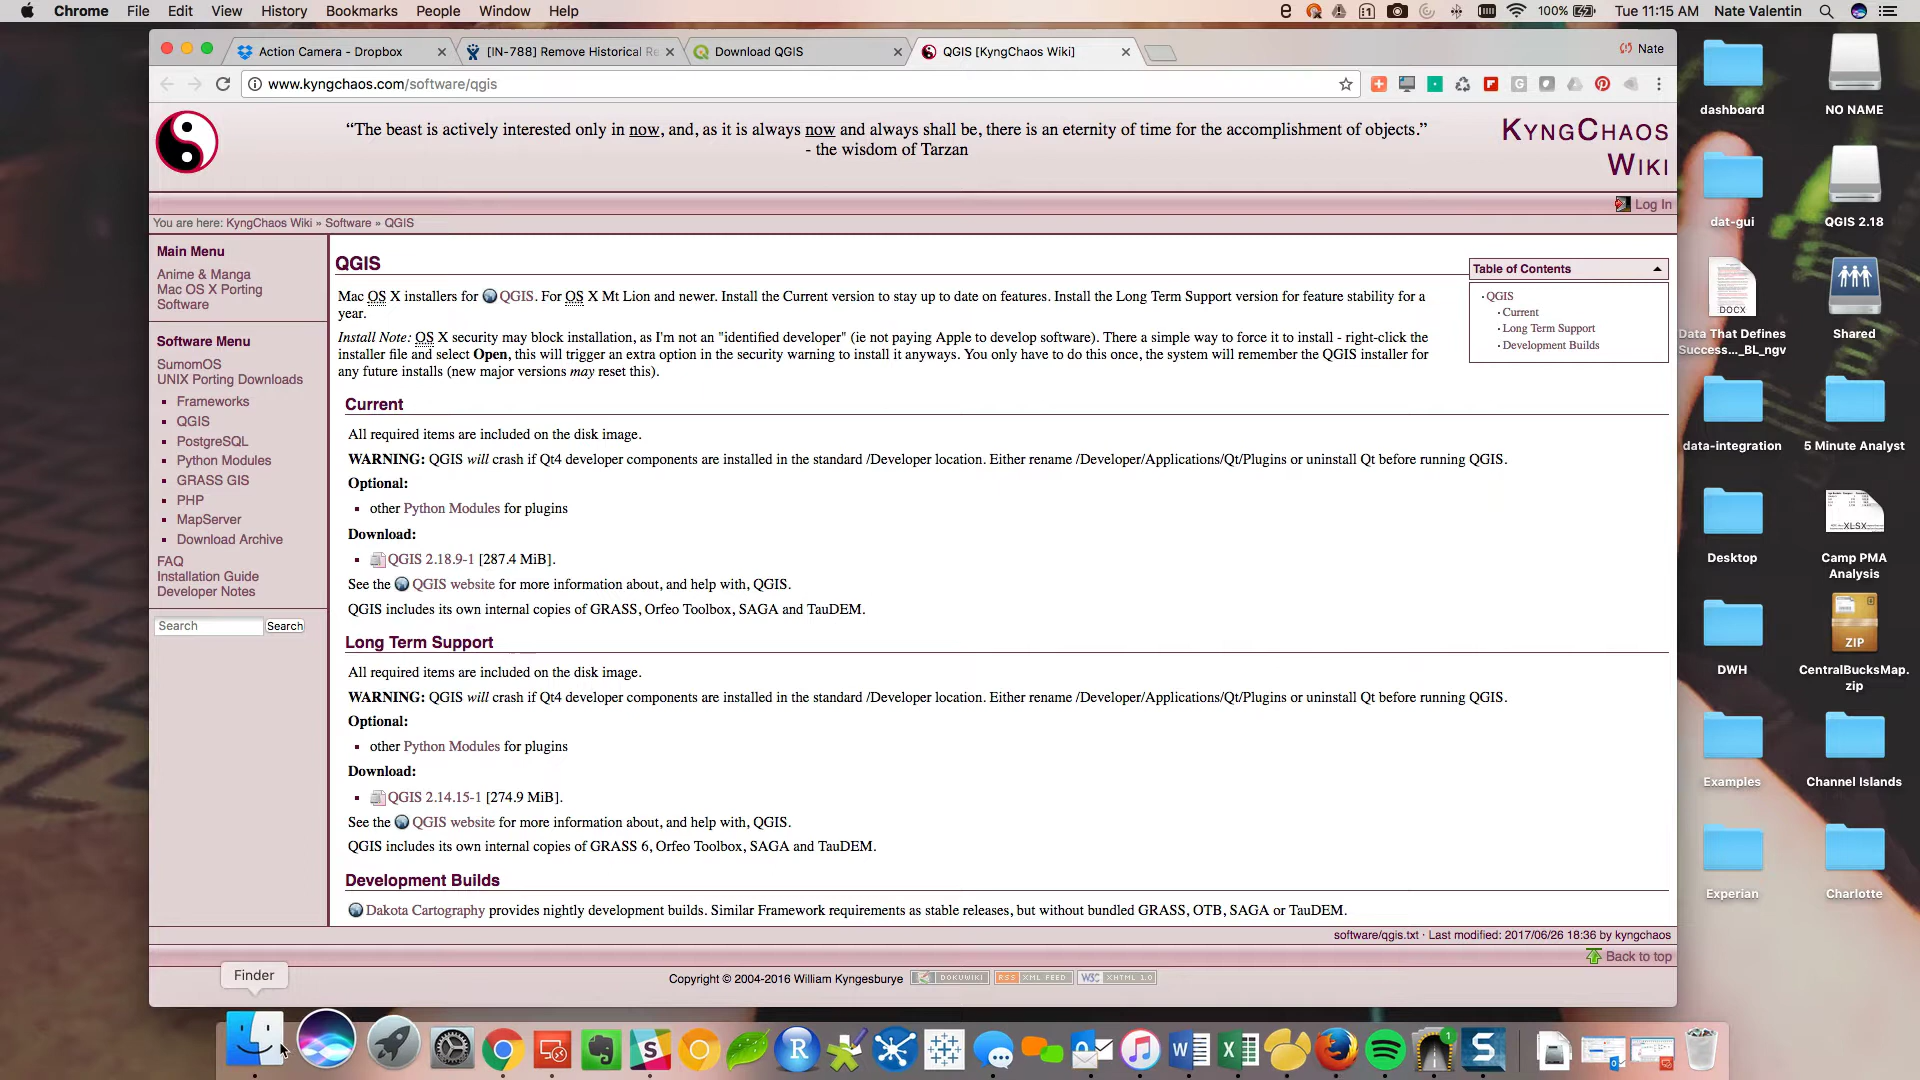 Chrome File Edit View History Bookmarks People Window Help
100% Tue 11:15 AM Nate Valentin
Action Camera - Dropbox
[IN-788] Remove Historical Re
Download QGIS
QGIS [KyngChaos Wiki]
Nate
www.kyngchaos.com/software/qgis
“The beast is actively interested only in now, and, as it is always now and always shall be, there is an eternity of time for the accomplishment of objects.”
- the wisdom of Tarzan
KyngChaos
Wiki
Log In
You are here: KyngChaos Wiki » Software » QGIS
Main Menu
Anime & Manga
Mac OS X Porting
Software
Software Menu
SumomOS
UNIX Porting Downloads
Frameworks
QGIS
PostgreSQL
Python Modules
GRASS GIS
PHP
MapServer
Download Archive
FAQ
Installation Guide
Developer Notes
Search Search
QGIS
Mac OS X installers for QGIS. For OS X Mt Lion and newer. Install the Current version to stay up to date on features. Install the Long Term Support version for feature stability for a
year.
Install Note: OS X security may block installation, as I'm not an "identified developer" (ie not paying Apple to develop software). There a simple way to force it to install - right-click the
installer file and select Open, this will trigger an extra option in the security warning to install it anyways. You only have to do this once, the system will remember the QGIS installer for
any future installs (new major versions may reset this).
Table of Contents
QGIS
Current
Long Term Support
Development Builds
Current
All required items are included on the disk image.
WARNING: QGIS will crash if Qt4 developer components are installed in the standard /Developer location. Either rename /Developer/Applications/Qt/Plugins or uninstall Qt before running QGIS.
Optional:
other Python Modules for plugins
Download:
QGIS 2.18.9-1 [287.4 MiB].
See the QGIS website for more information about, and help with, QGIS.
QGIS includes its own internal copies of GRASS, Orfeo Toolbox, SAGA and TauDEM.
Long Term Support
All required items are included on the disk image.
WARNING: QGIS will crash if Qt4 developer components are installed in the standard /Developer location. Either rename /Developer/Applications/Qt/Plugins or uninstall Qt before running QGIS.
Optional:
other Python Modules for plugins
Download:
QGIS 2.14.15-1 [274.9 MiB].
See the QGIS website for more information about, and help with, QGIS.
QGIS includes its own internal copies of GRASS 6, Orfeo Toolbox, SAGA and TauDEM.
Development Builds
Dakota Cartography provides nightly development builds. Similar Framework requirements as stable releases, but without bundled GRASS, OTB, SAGA or TauDEM.
software/qgis.txt · Last modified: 2017/06/26 18:36 by kyngchaos
Back to top
Copyright © 2004-2016 William Kyngesburye
DOKUWIKI
RSS XML FEED
W3C XHTML 1.0
Finder
dashboard
NO NAME
dat-gui
QGIS 2.18
DOCX
Data That Defines
Success..._BL_ngv
Shared
data-integration
5 Minute Analyst
Desktop
XLSX
Camp PMA
Analysis
DWH
ZIP
CentralBucksMap.
zip
Examples
Channel Islands
Experian
Charlotte